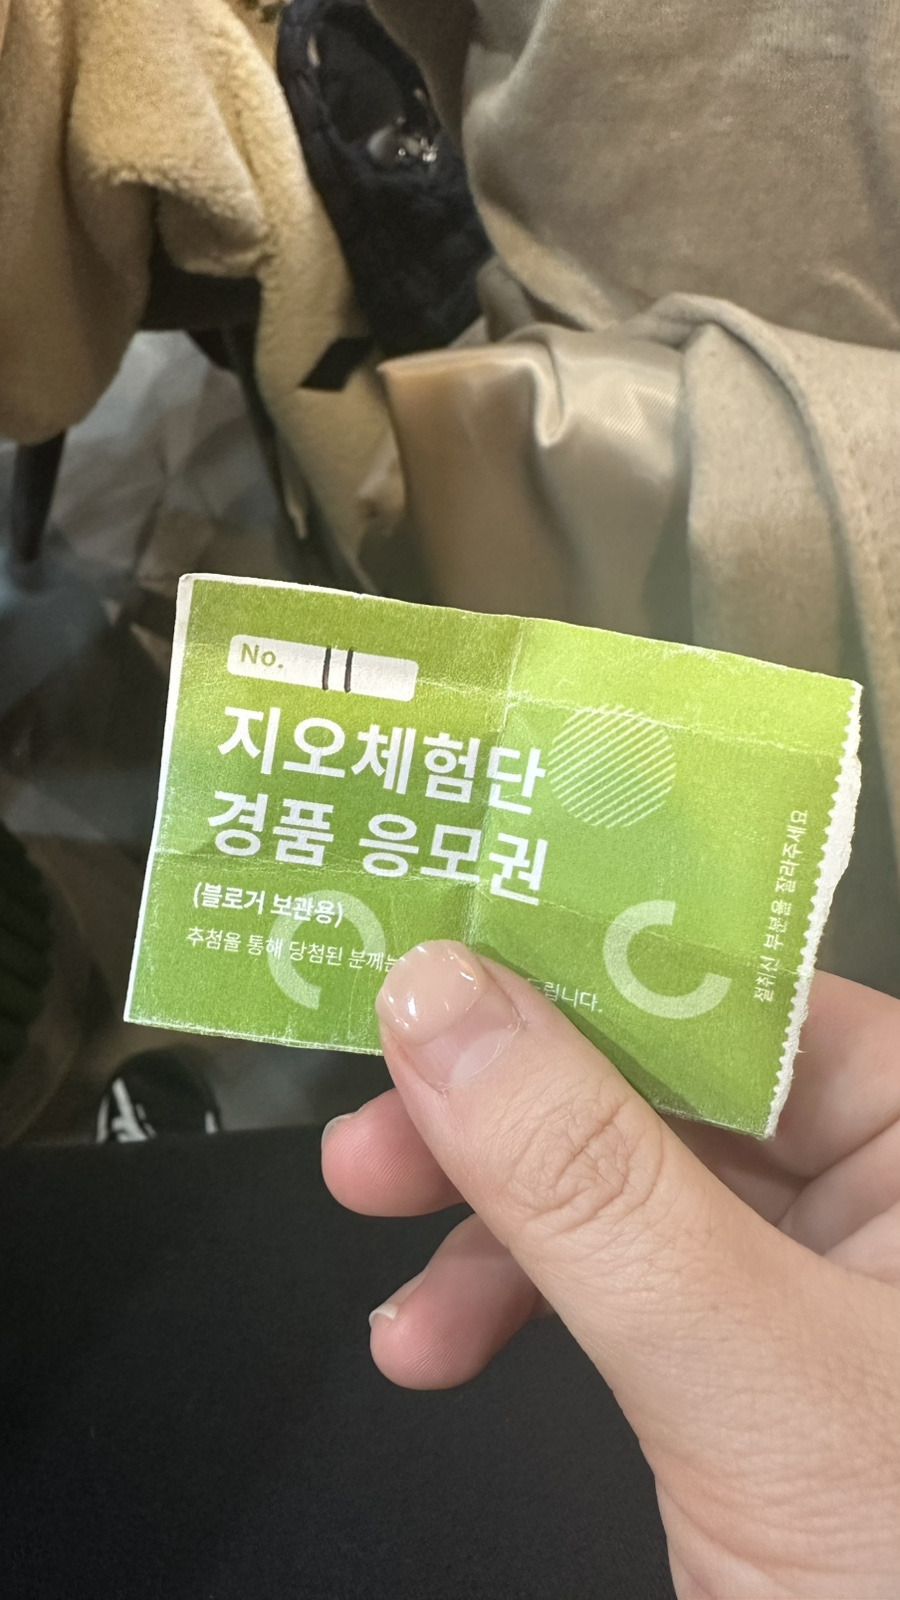 No. 11
지오체험단
경품 응모권
(블로거 보관용)
추첨을 통해 당첨된 분께는
드립니다.
절취선 부분을 잘라주세요